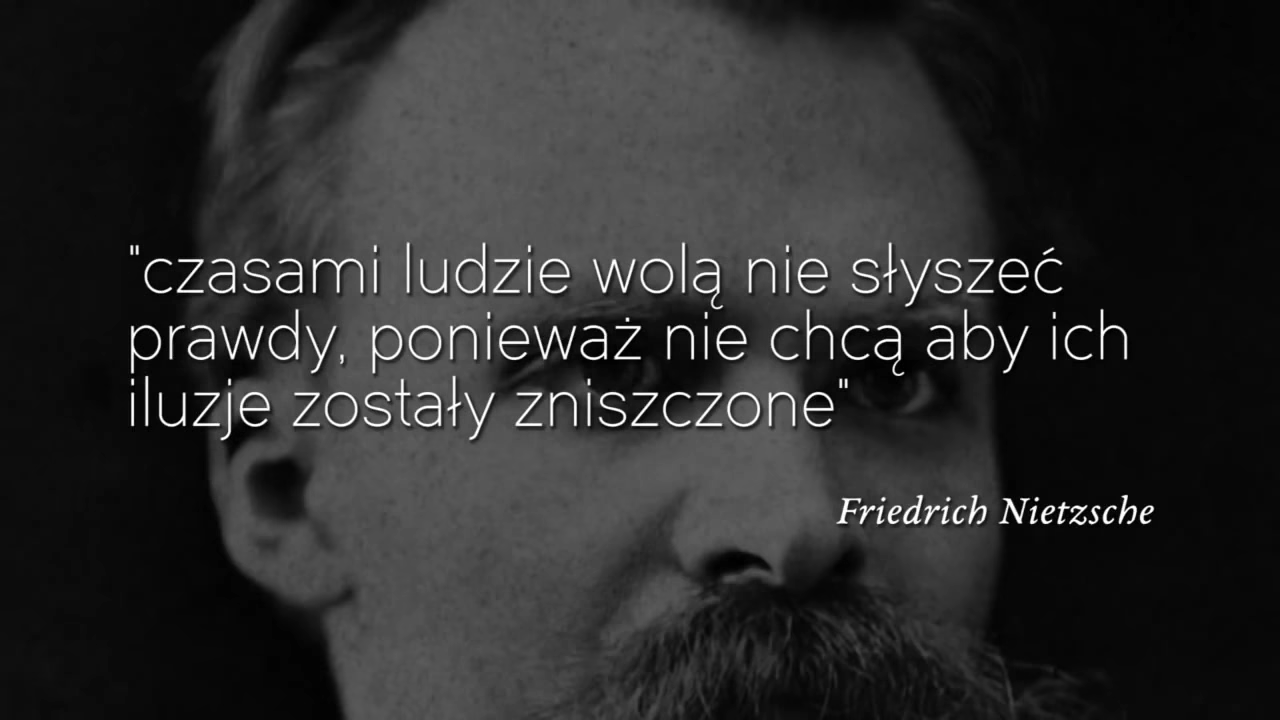 "czasami ludzie wolą nie słyszeć
prawdy, ponieważ nie chcą aby ich
iluzje zostały zniszczone"
Friedrich Nietzsche